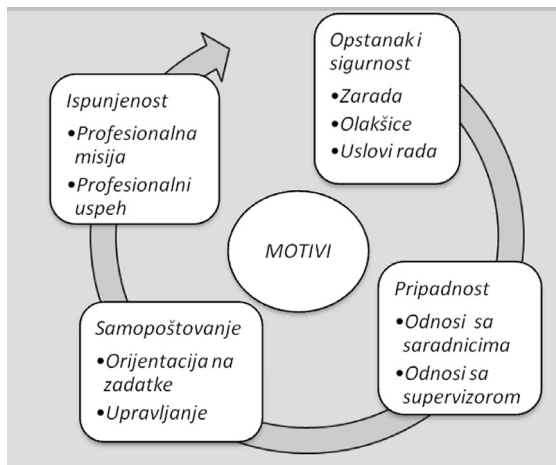 Opstanak i
sigurnost
•Zarada
•Olakšice
•Uslovi rada
Pripadnost
•Odnosi sa
saradnicima
•Odnosi sa
supervizorom
Samopoštovanje
•Orijentacija na
zadatke
•Upravljanje
Ispunjenost
•Profesionalna
misija
•Profesionalni
uspeh
MOTIVI